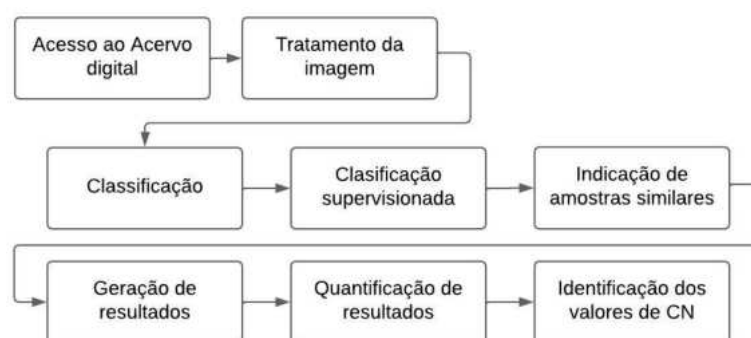 Acesso ao Acervo
digital
Tratamento da
imagem
Classificação
Clasificação
supervisionada
Indicação de
amostras similares
Geração de
resultados
Quantificação de
resultados
Identificação dos
valores de CN